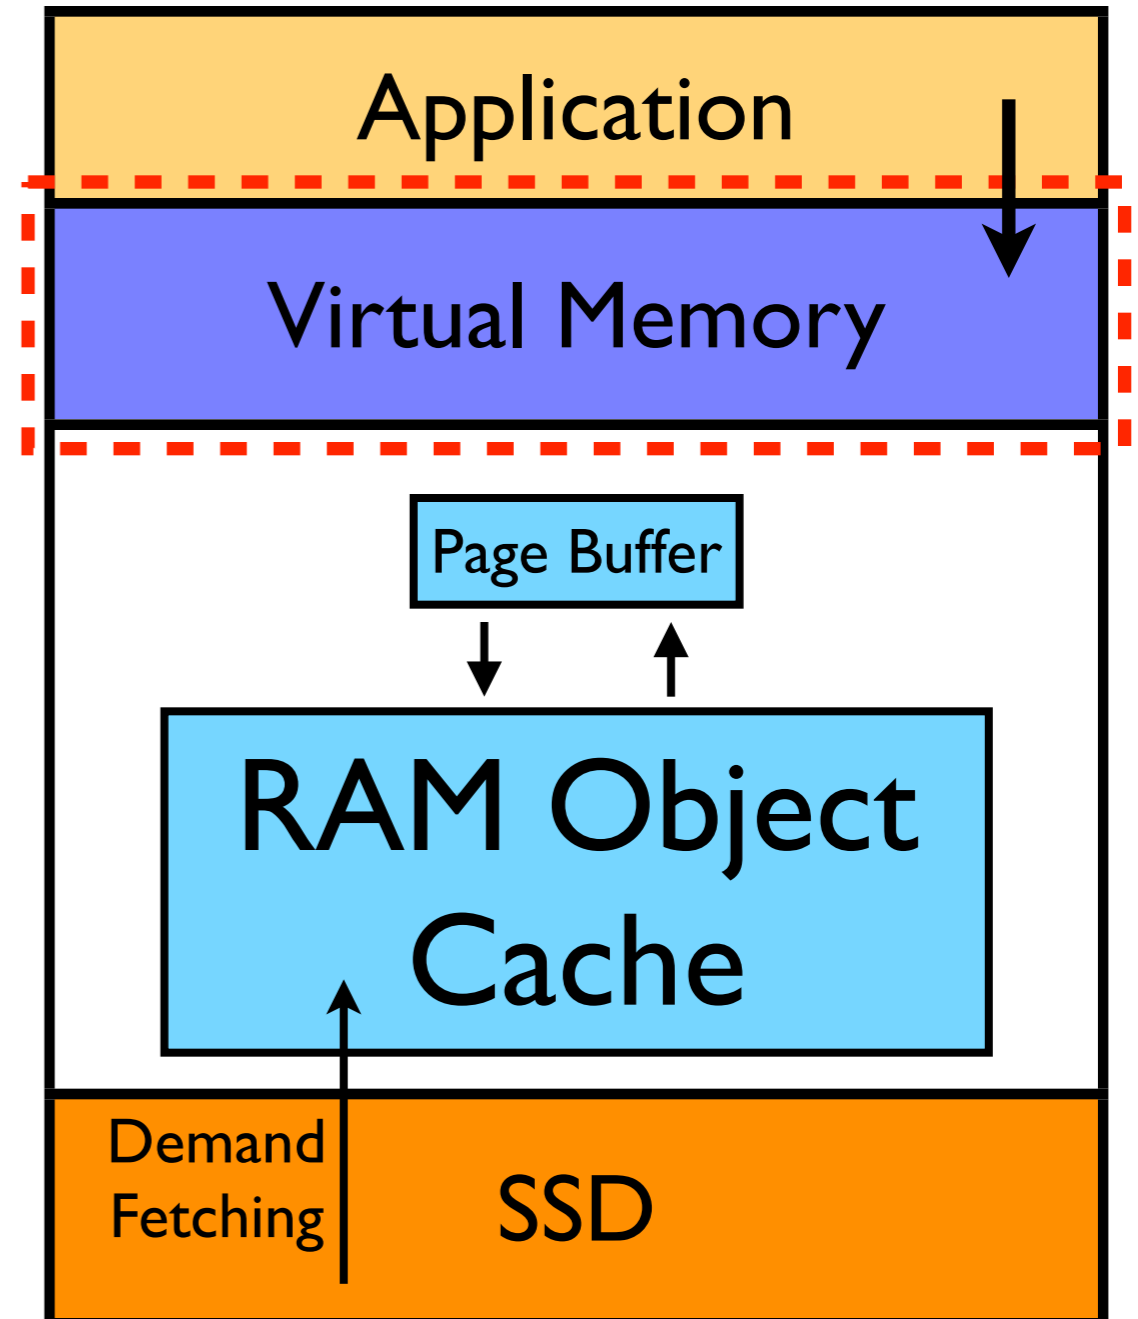 Application
Virtual Memory
Page Buffer
RAM Object
Cache
Demand
Fetching
SSD